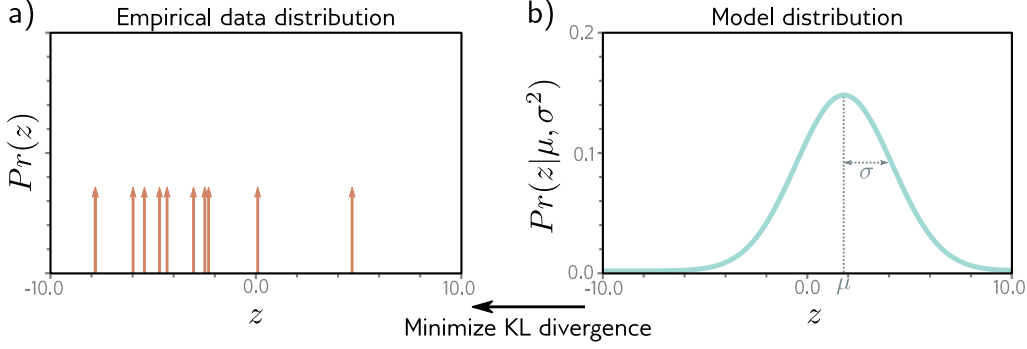 a) Empirical data distribution
Pr(z)
-10.0 0.0 10.0
z
b) Model distribution
Pr(z|μ, σ²)
0.2
0.1
0.0
σ
-10.0 0.0 μ 10.0
z
Minimize KL divergence